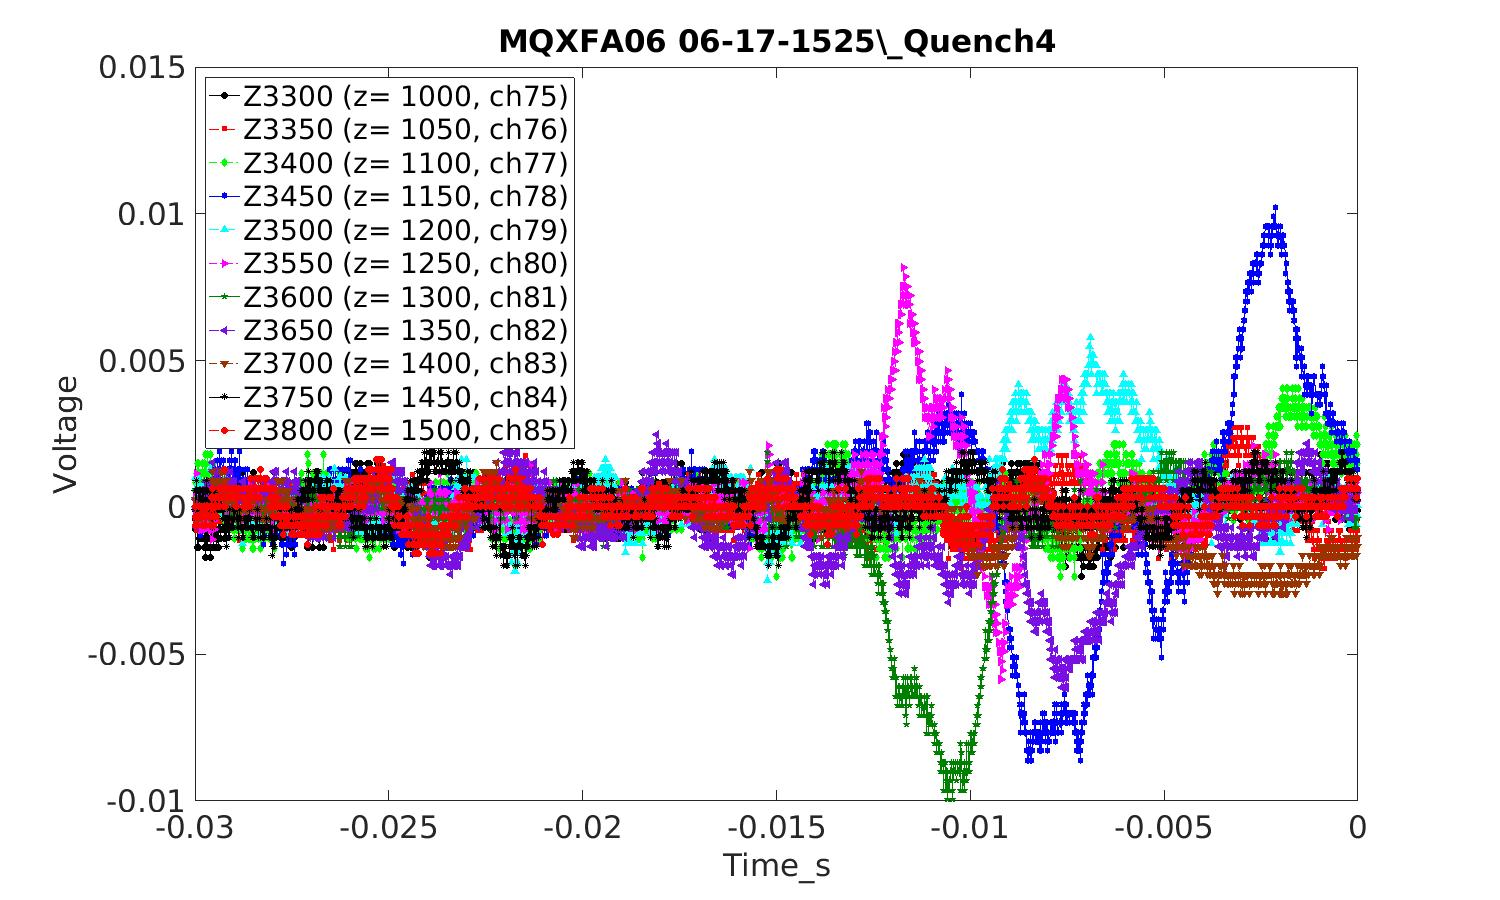 MQXFA06 06-17-1525\_Quench4
0.015
0.01
0.005
0
-0.005
-0.01
Voltage
Z3300 (z= 1000, ch75)
Z3350 (z= 1050, ch76)
Z3400 (z= 1100, ch77)
Z3450 (z= 1150, ch78)
Z3500 (z= 1200, ch79)
Z3550 (z= 1250, ch80)
Z3600 (z= 1300, ch81)
Z3650 (z= 1350, ch82)
Z3700 (z= 1400, ch83)
Z3750 (z= 1450, ch84)
Z3800 (z= 1500, ch85)
-0.03 -0.025 -0.02 -0.015 -0.01 -0.005 0
Time_s